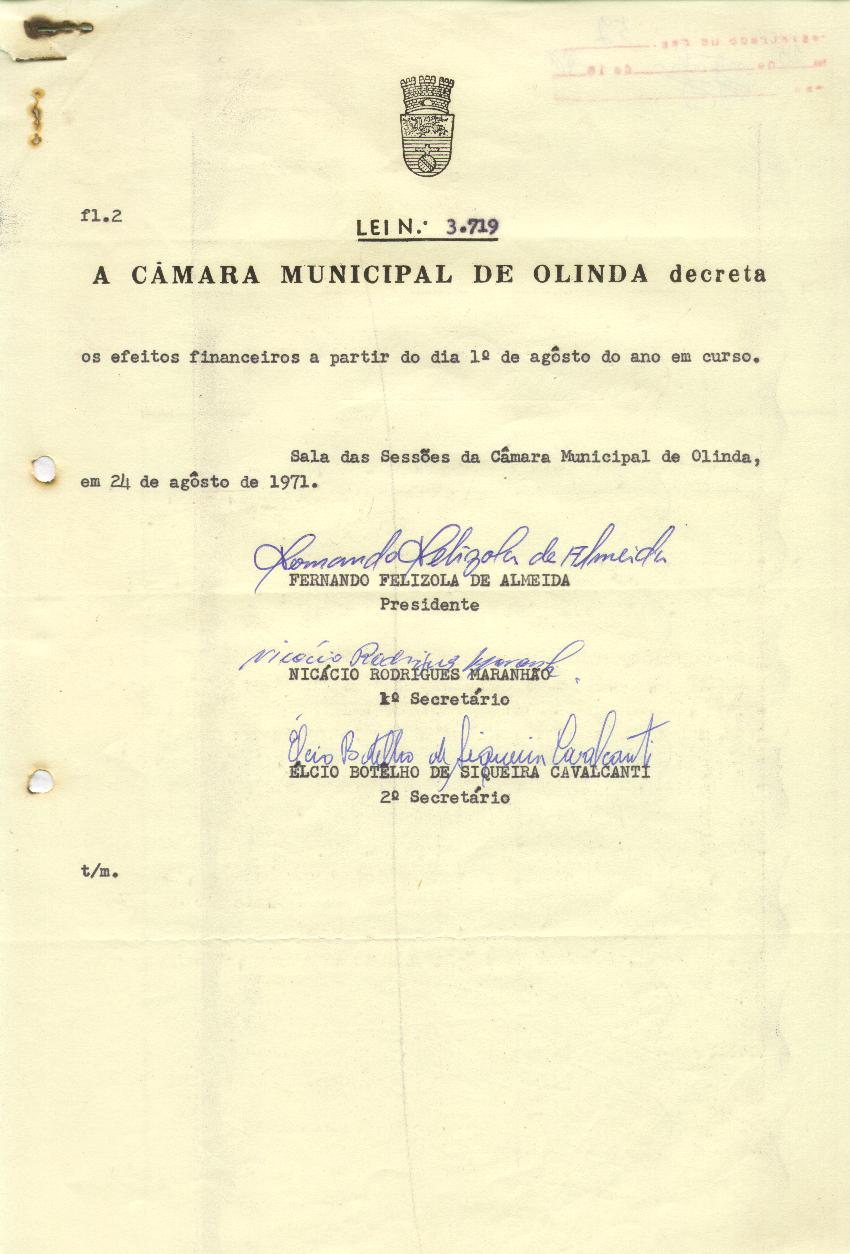 fl.2
LEI N.º 3.719
A CÂMARA MUNICIPAL DE OLINDA decreta
os efeitos financeiros a partir do dia 1º de agôsto do ano em curso.
Sala das Sessões da Câmara Municipal de Olinda,
em 24 de agôsto de 1971.
Fernando Felizola de Almeida
FERNANDO FELIZOLA DE ALMEIDA
Presidente
Nicácio Rodrigues Maranhão
NICÁCIO RODRIGUES MARANHÃO
1º Secretário
Élcio Botelho de Siqueira Cavalcanti
ÉLCIO BOTELHO DE SIQUEIRA CAVALCANTI
2º Secretário
t/m.